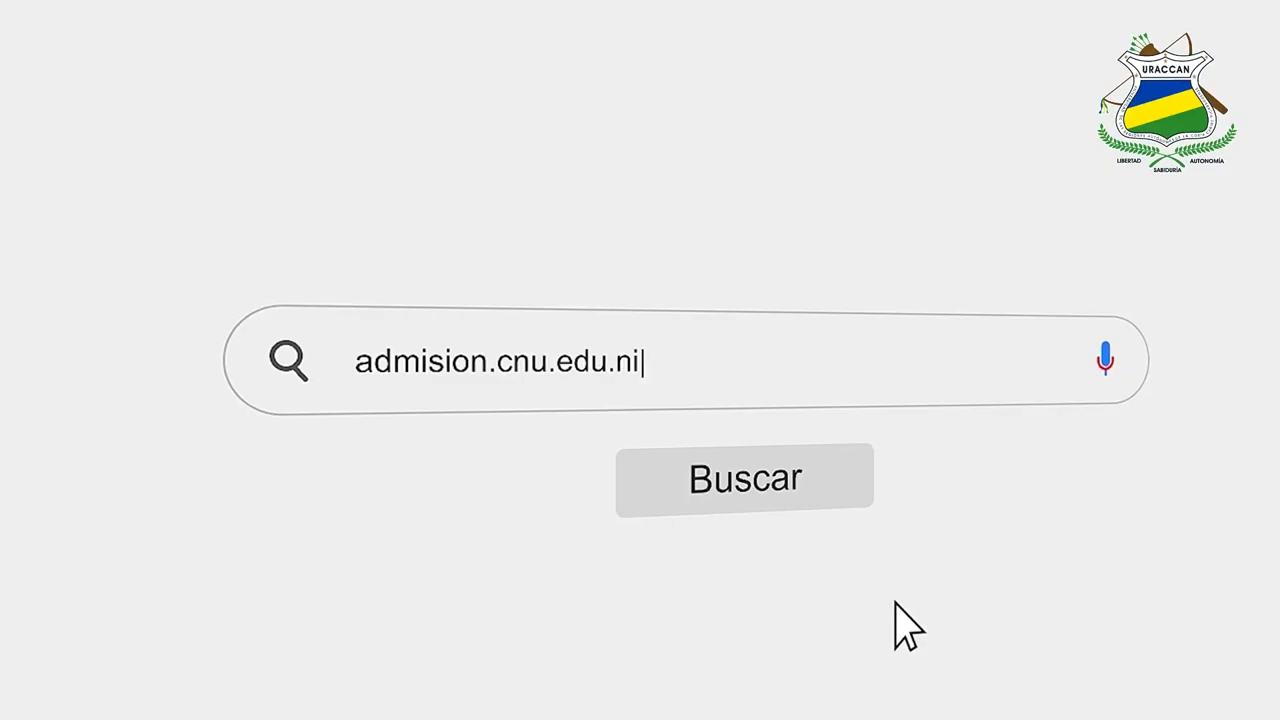 URACCAN
LIBERTAD
AUTONOMÍA
SABIDURÍA
admision.cnu.edu.ni
Buscar